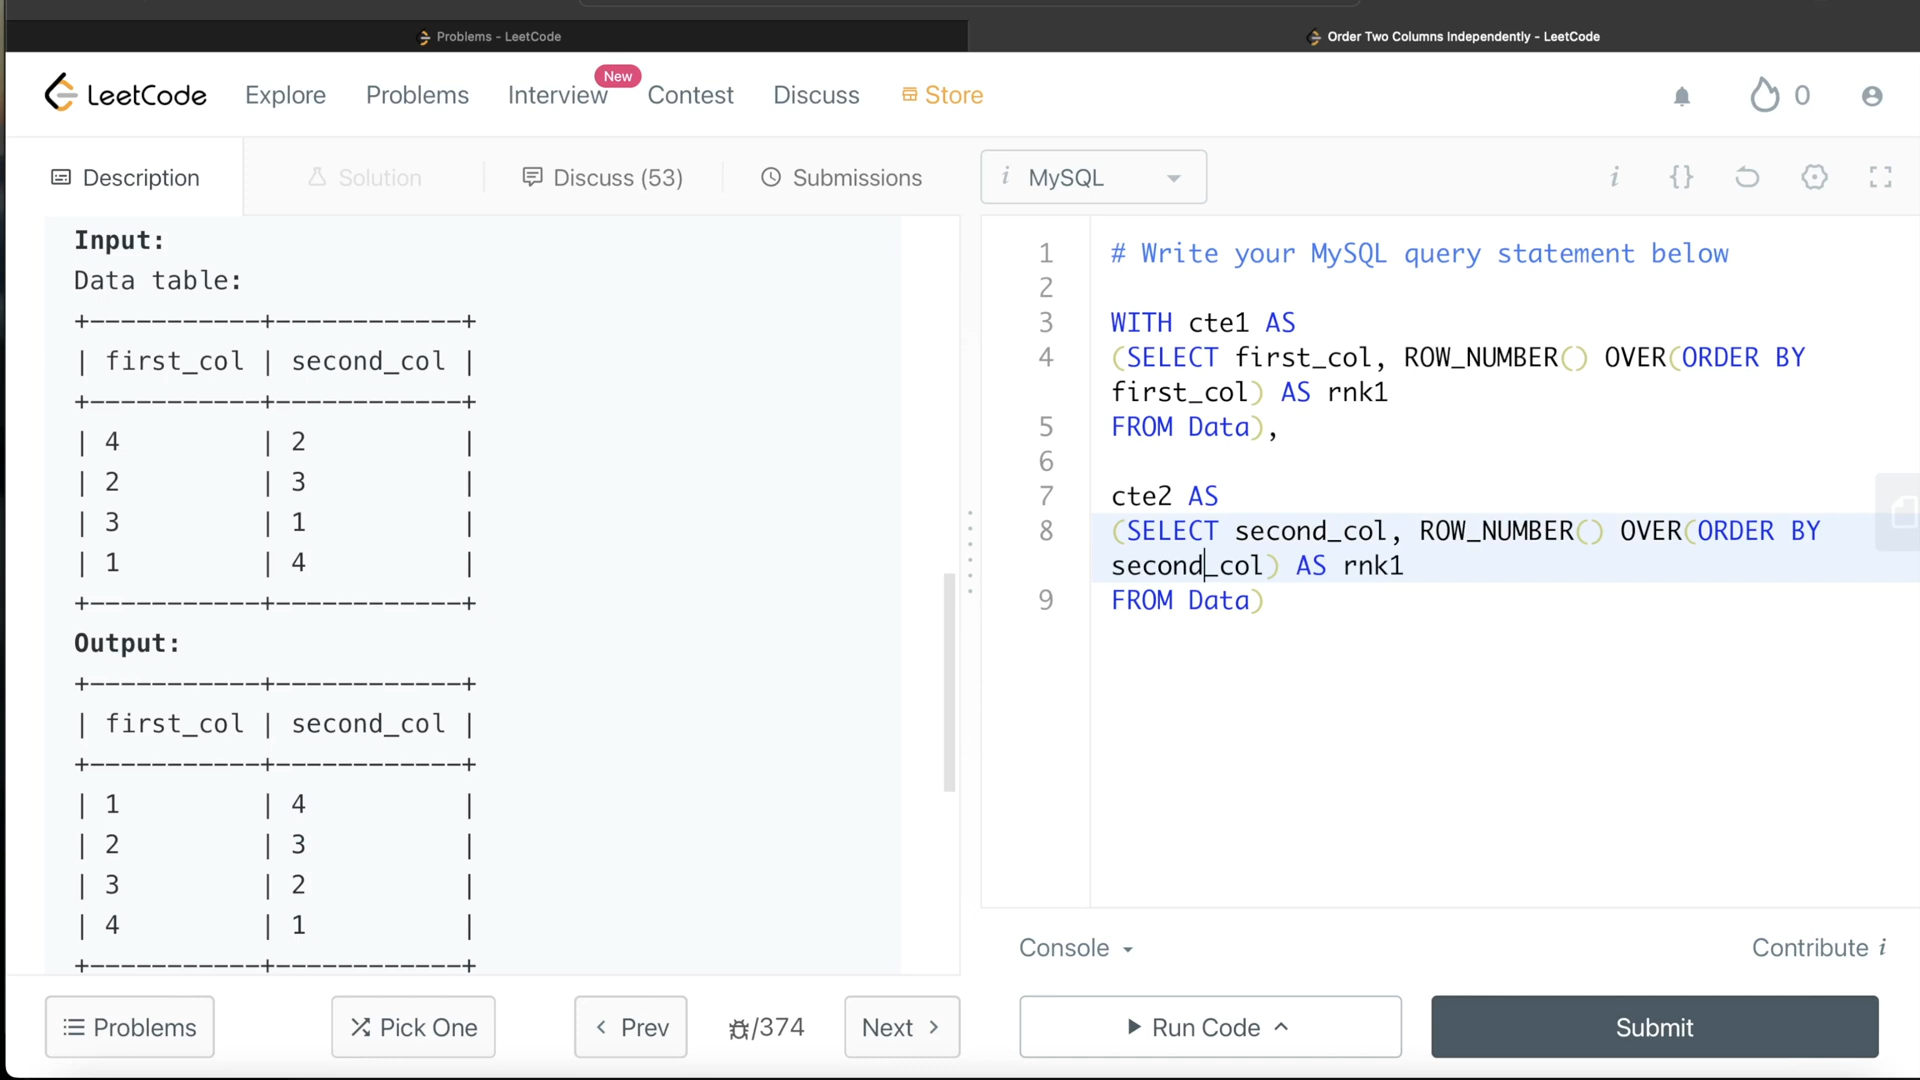 Problems - LeetCode
Order Two Columns Independently - LeetCode
LeetCode
Explore
Problems
Interview
New
Contest
Discuss
Store
0
Description
Solution
Discuss (53)
Submissions
i MySQL
i
{}
Input:
Data table:
+-----------+------------+
| first_col | second_col |
+-----------+------------+
| 4         | 2          |
| 2         | 3          |
| 3         | 1          |
| 1         | 4          |
+-----------+------------+
Output:
+-----------+------------+
| first_col | second_col |
+-----------+------------+
| 1         | 4          |
| 2         | 3          |
| 3         | 2          |
| 4         | 1          |
+-----------+------------+
1 # Write your MySQL query statement below
2
3 WITH cte1 AS
4 (SELECT first_col, ROW_NUMBER() OVER(ORDER BY
first_col) AS rnk1
5 FROM Data),
6
7 cte2 AS
8 (SELECT second_col, ROW_NUMBER() OVER(ORDER BY
second_col) AS rnk1
9 FROM Data)
Console
Contribute i
Problems
Pick One
Prev
/374
Next
Run Code
Submit